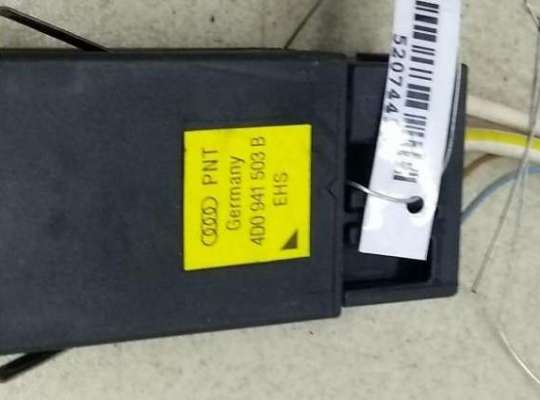 PNT
Germany
4D0 941 503 B
EHS
520744